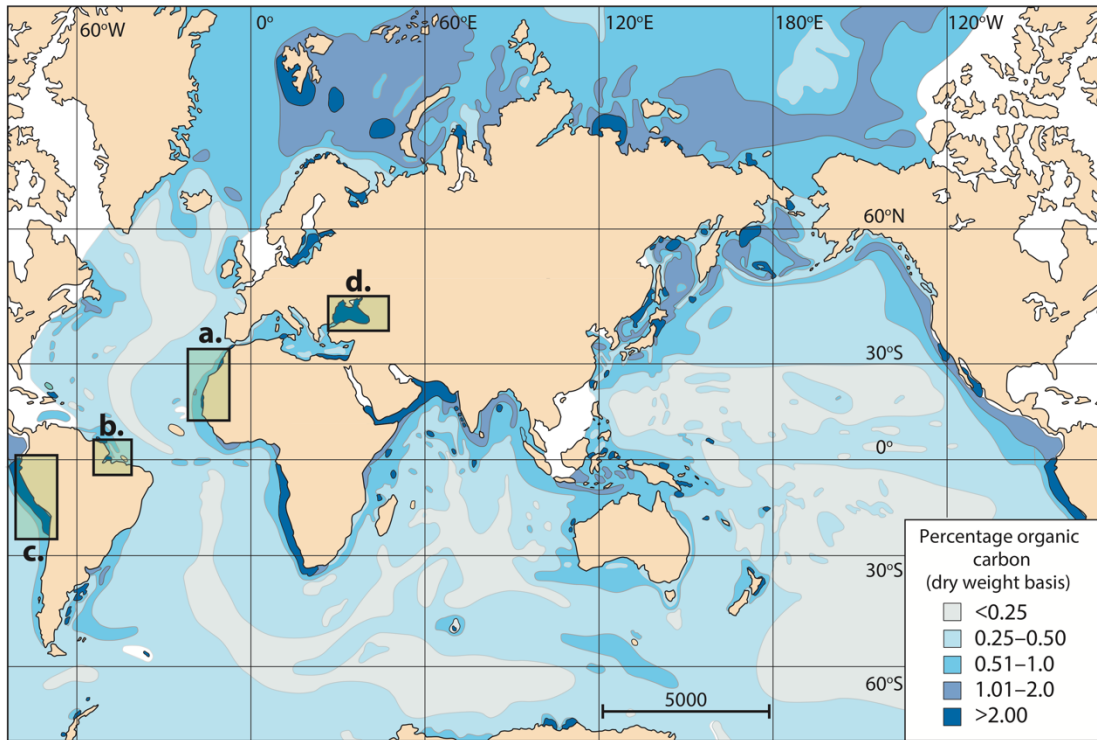 60°W
0°
60°E
120°E
180°E
120°W
60°N
d.
a.
30°S
b.
0°
c.
30°S
60°S
5000
Percentage organic
carbon
(dry weight basis)
<0.25
0.25–0.50
0.51–1.0
1.01–2.0
>2.00